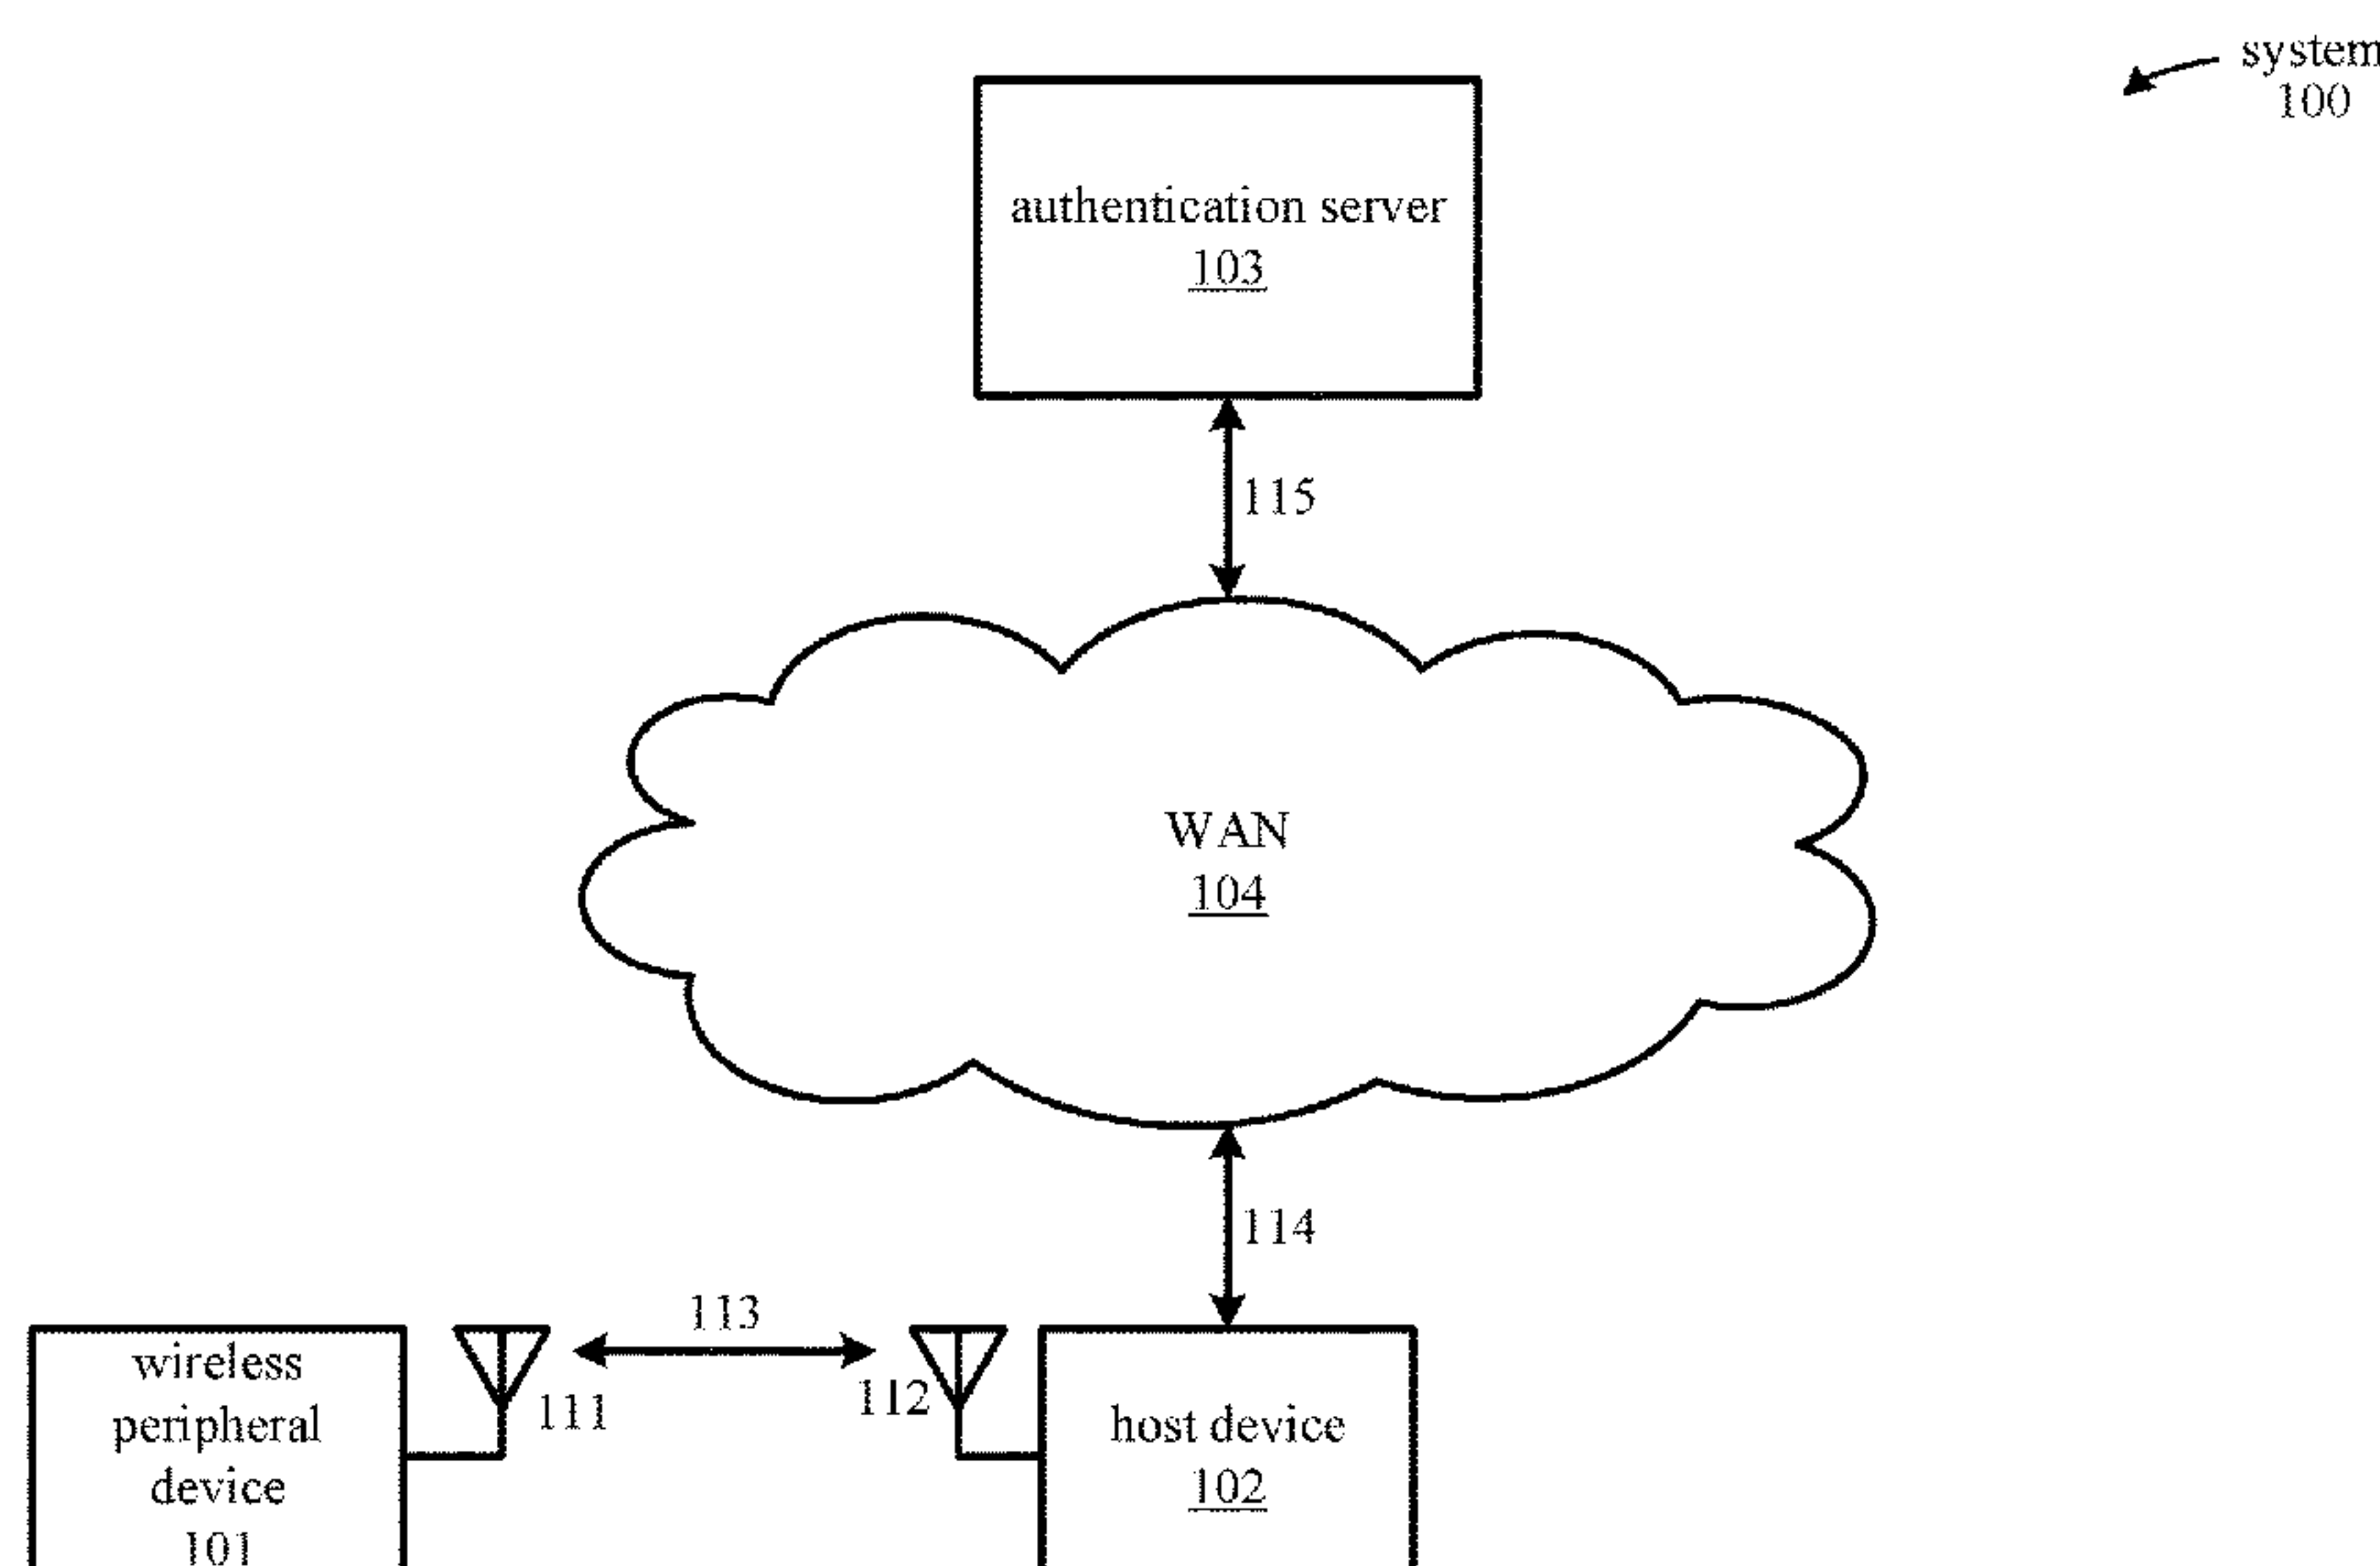 system
100
authentication server
103
115
WAN
104
114
113
111
112
wireless
peripheral
device
101
host device
102